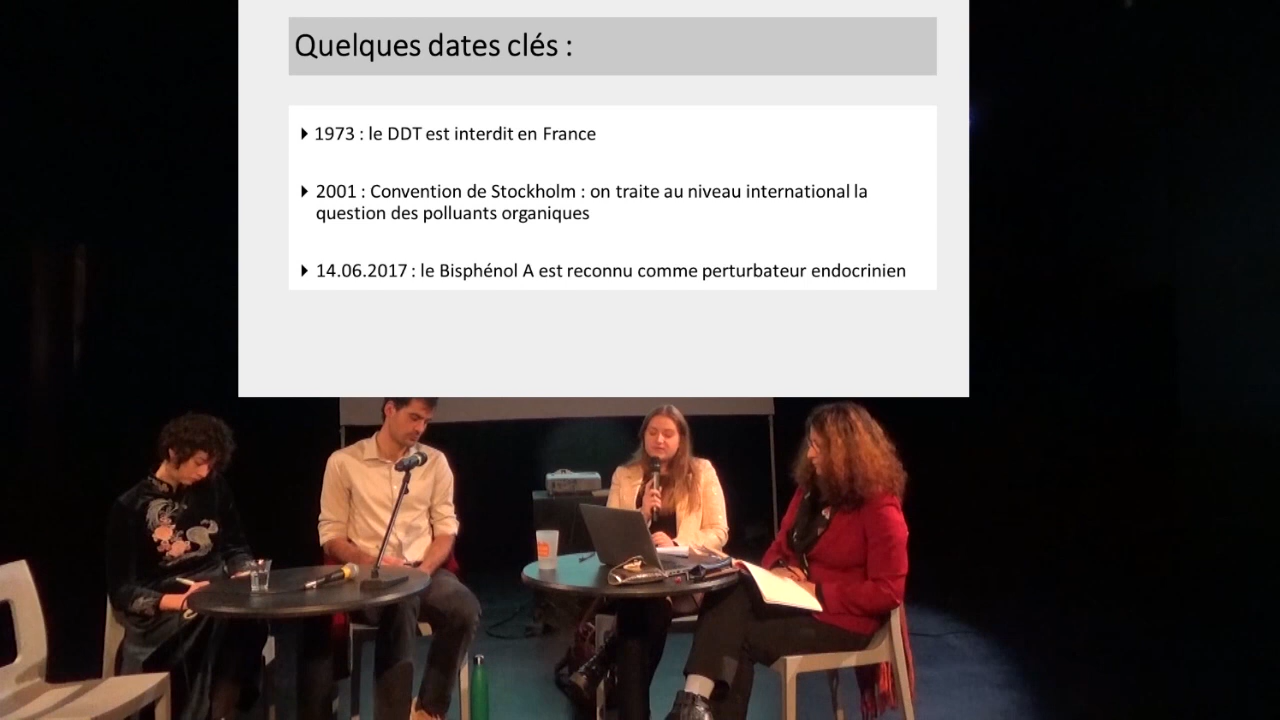 Quelques dates clés :
1973 : le DDT est interdit en France
2001 : Convention de Stockholm : on traite au niveau international la
question des polluants organiques
14.06.2017 : le Bisphénol A est reconnu comme perturbateur endocrinien